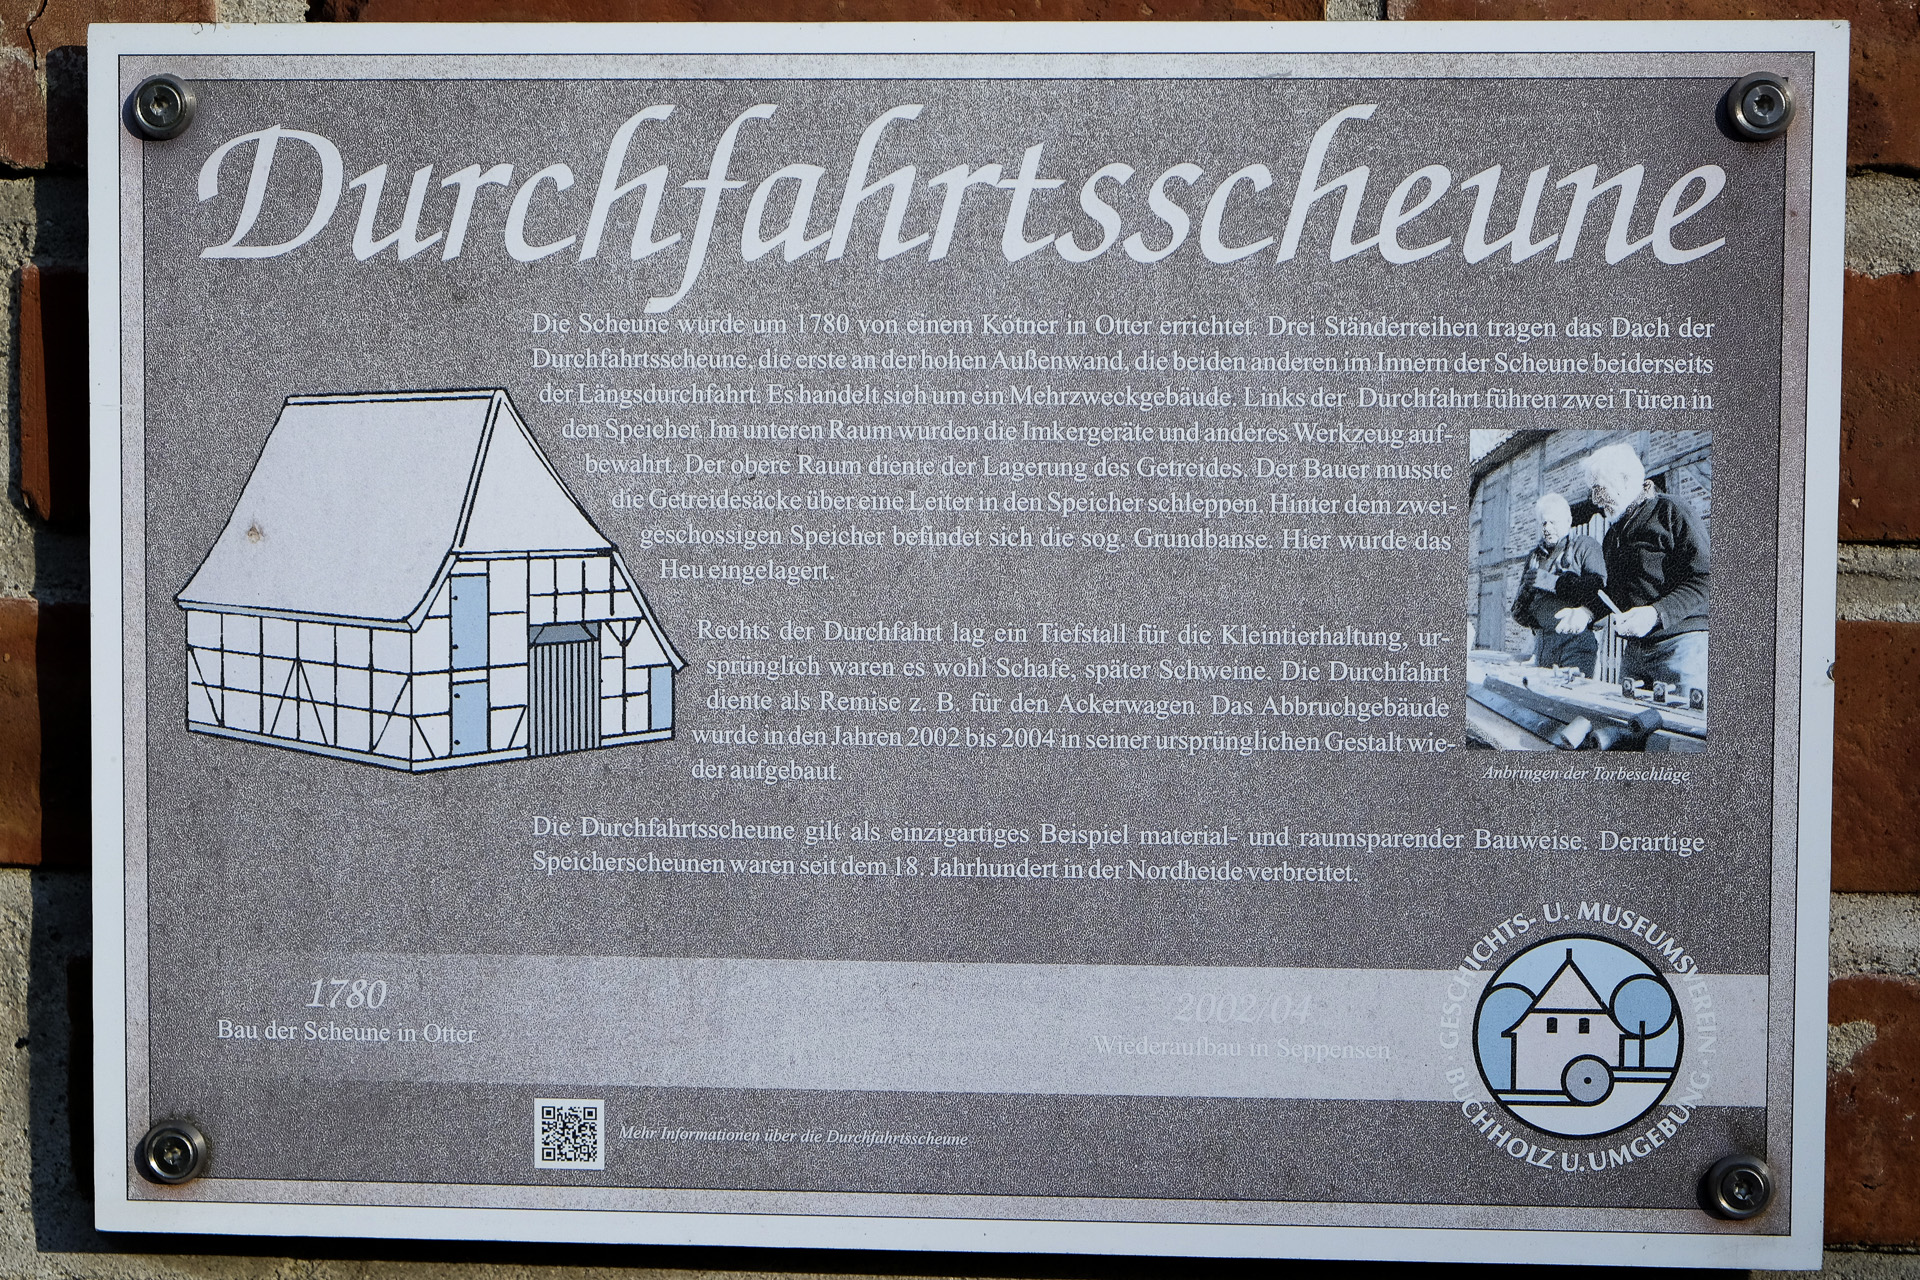 Durchfahrtsscheune
Die Scheune wurde um 1780 von einem Kötner in Otter errichtet. Drei Ständerreihen tragen das Dach der
Durchfahrtsscheune, die erste an der hohen Außenwand, die beiden anderen im Innern der Scheune beiderseits
der Längsdurchfahrt. Es handelt sich um ein Mehrzweckgebäude. Links der Durchfahrt führen zwei Türen in
den Speicher. Im unteren Raum wurden die Imkergeräte und anderes Werkzeug auf-
bewahrt. Der obere Raum diente der Lagerung des Getreides. Der Bauer musste
die Getreidesäcke über eine Leiter in den Speicher schleppen. Hinter dem zwei-
geschossigen Speicher befindet sich die sog. Grundbanse. Hier wurde das
Heu eingelagert
Rechts der Durchfahrt lag ein Tiefstall für die Kleintierhaltung, ur-
sprünglich waren es wohl Schafe, später Schweine. Die Durchfahrt
diente als Remise z. B. für den Ackerwagen. Das Abbruchgebäude
wurde in den Jahren 2002 bis 2004 in seiner ursprünglichen Gestalt wie-
der aufgebaut.
Anbringen der Torbeschläge
Die Durchfahrtsscheune gilt als einzigartiges Beispiel material- und raumsparender Bauweise. Derartige
Speicherscheunen waren seit dem 18. Jahrhundert in der Nordheide verbreitet.
1780
Bau der Scheune in Otter
2002/04
Wiederaufbau in Seppensen
GESCHICHTS- U. MUSEUMSVEREIN
BUCHHOLZ U. UMGEBUNG
Mehr Informationen über die Durchfahrtsscheune